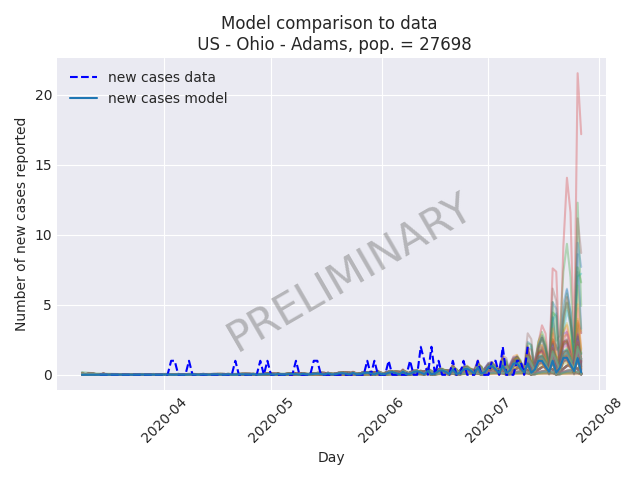 Model comparison to data
US - Ohio - Adams, pop. = 27698
new cases data
new cases model
PRELIMINARY
Number of new cases reported
20
15
10
5
0
2020-04
2020-05
2020-06
2020-07
2020-08
Day